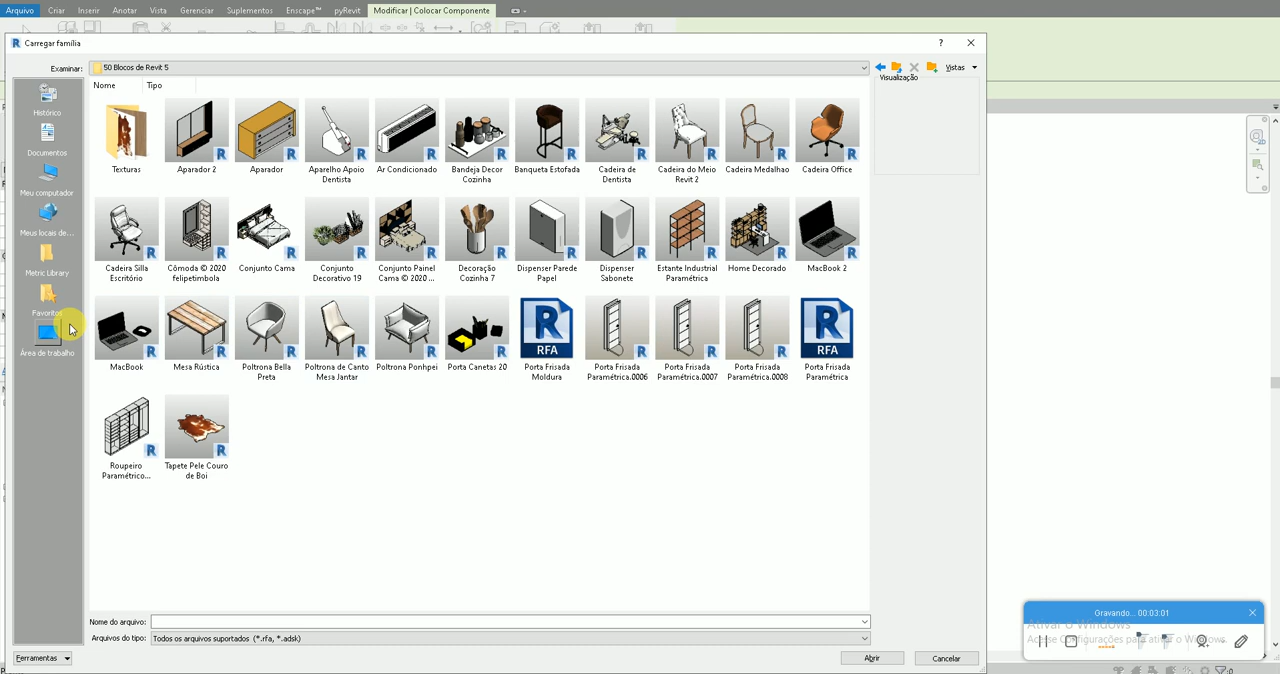 Arquivo Criar Inserir Anotar Vista Gerenciar Suplementos Enscape™ pyRevit Modificar | Colocar Componente
R Carregar família
?
Examinar: 50 Blocos de Revit 5 Vistas
Visualização
Nome Tipo
Histórico
Documentos
Meu computador
Meus locais de...
Metric Library
Favoritos
Área de trabalho
Texturas
Aparador 2
Aparador
Aparelho Apoio
Dentista
Ar Condicionado
Bandeja Decor
Cozinha
Banqueta Estofada
Cadeira de
Dentista
Cadeira do Meio
Revit 2
Cadeira Medalhao
Cadeira Office
Cadeira Silla
Escritório
Cômoda © 2020
felipetimbola
Conjunto Cama
Conjunto
Decorativo 19
Conjunto Painel
Cama © 2020 ...
Decoração
Cozinha 7
Dispenser Parede
Papel
Dispenser
Sabonete
Estante Industrial
Paramétrica
Home Decorado
MacBook 2
MacBook
Mesa Rústica
Poltrona Bella
Preta
Poltrona de Canto
Mesa Jantar
Poltrona Ponhpei
Porta Canetas 20
R
RFA
Porta Frisada
Moldura
Porta Frisada
Paramétrica.0006
Porta Frisada
Paramétrica.0007
Porta Frisada
Paramétrica.0008
R
RFA
Porta Frisada
Paramétrica
Roupeiro
Paramétrico...
Tapete Pele Couro
de Boi
Nome do arquivo:
Arquivos do tipo: Todos os arquivos suportados (*.rfa, *.adsk)
Ferramentas
Abrir
Cancelar
Gravando... 00:03:01
Ativar o Windows
Acesse Configurações para ativar o Windows.
:0